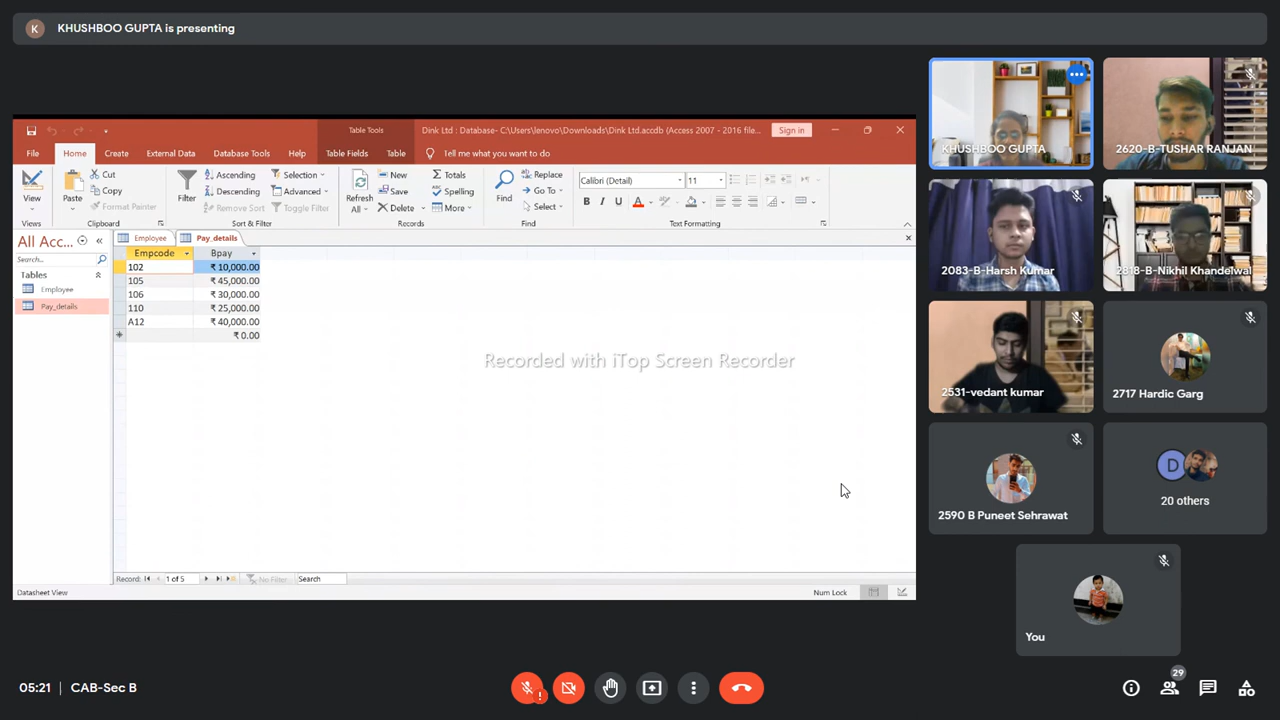 K KHUSHBOO GUPTA is presenting
Table Tools
Dink Ltd : Database- C:\Users\lenovo\Downloads\Dink Ltd.accdb (Access 2007 - 2016 file...
Sign in
File Home Create External Data Database Tools Help Table Fields Table Tell me what you want to do
View
Views
Paste
Cut
Copy
Format Painter
Clipboard
Filter
Ascending
Descending
Remove Sort
Selection
Advanced
Toggle Filter
Sort & Filter
Refresh
All
New
Save
Delete
Totals
Spelling
More
Records
Find
Replace
Go To
Select
Find
Calibri (Detail) 11
B I U A
Text Formatting
All Acc...
Search...
Tables
Employee
Pay_details
Employee Pay_details
Empcode Bpay
102 ₹ 10,000.00
105 ₹ 45,000.00
106 ₹ 30,000.00
110 ₹ 25,000.00
A12 ₹ 40,000.00
₹ 0.00
Recorded with iTop Screen Recorder
Record: 1 of 5 No Filter Search
Datasheet View Num Lock
KHUSHBOO GUPTA
2620-B-TUSHAR RANJAN
2083-B-Harsh Kumar
2818-B-Nikhil Khandelwal
2531-vedant kumar
2717 Hardic Garg
2590 B Puneet Sehrawat
D
20 others
You
05:21 | CAB-Sec B
29